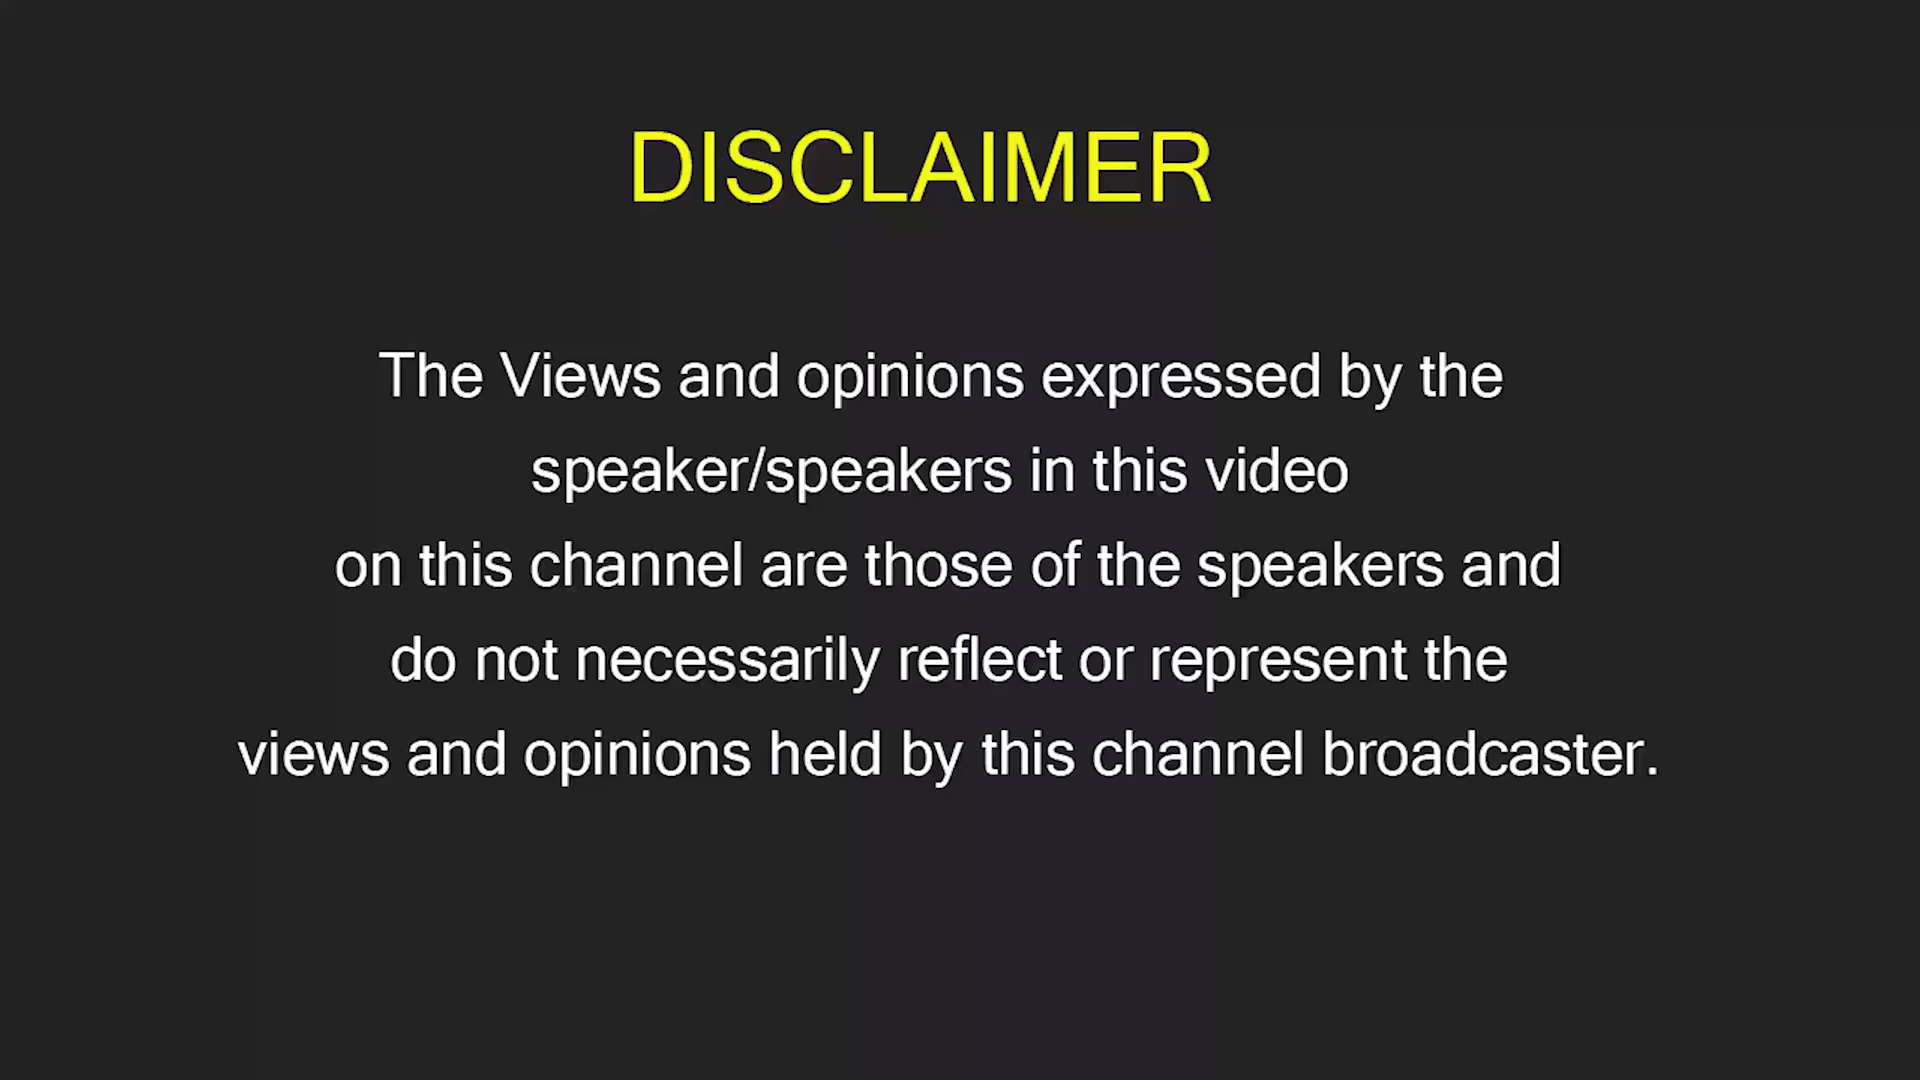 DISCLAIMER
The Views and opinions expressed by the
speaker/speakers in this video
on this channel are those of the speakers and
do not necessarily reflect or represent the
views and opinions held by this channel broadcaster.